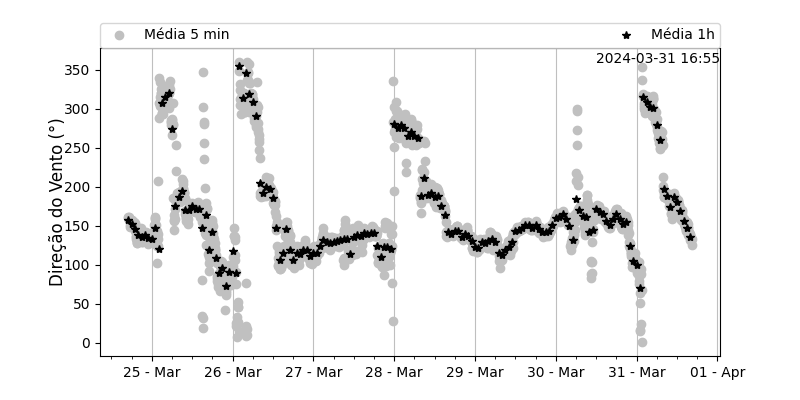 Média 5 min
Média 1h
2024-03-31 16:55
Direção do Vento (°)
350
300
250
200
150
100
50
0
25 - Mar
26 - Mar
27 - Mar
28 - Mar
29 - Mar
30 - Mar
31 - Mar
01 - Apr